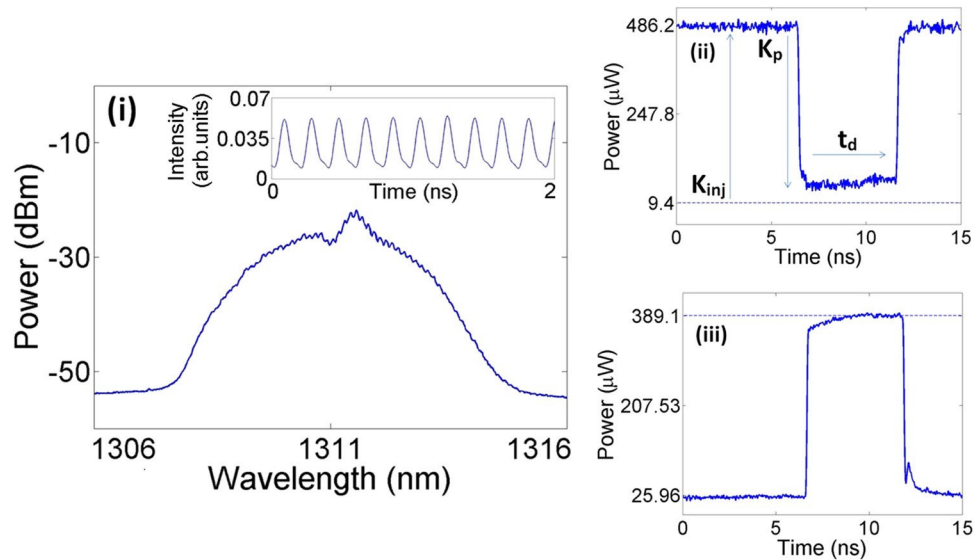 (i)
Power (dBm)
-10
-30
-50
1306
1311
1316
Wavelength (nm)
Intensity
(arb.units)
0.07
0.035
0
0
2
Time (ns)
(ii)
Power (µW)
486.2
247.8
9.4
Kp
Kinj
td
0
5
10
15
Time (ns)
(iii)
Power (µW)
389.1
207.53
25.96
0
5
10
15
Time (ns)